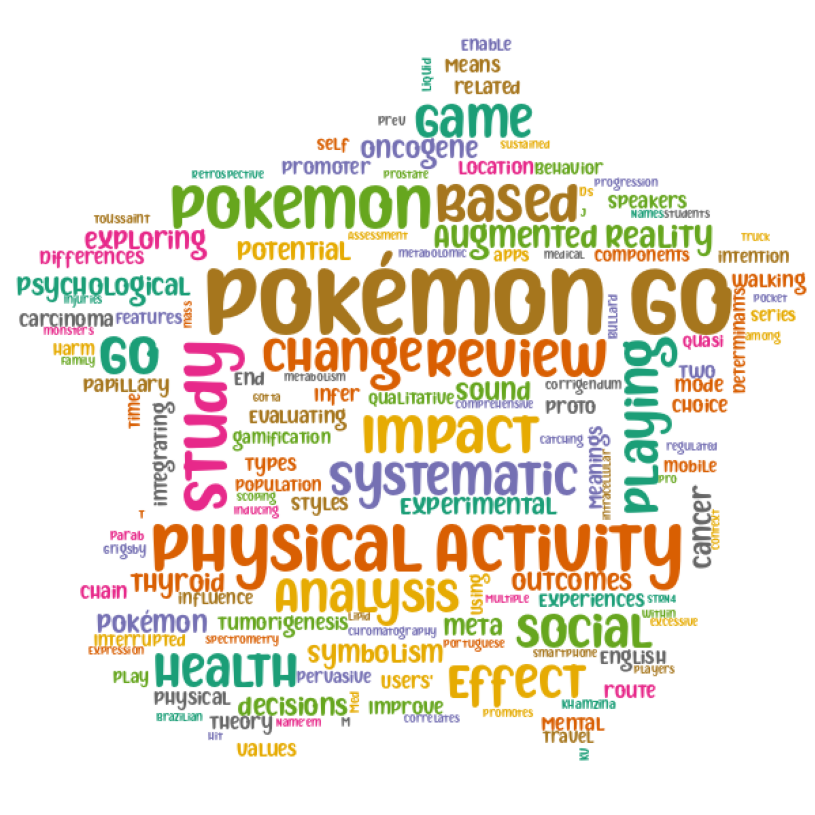 Enable
Liquid
Means
Related
Prev
Game
Self
oncogene
sustained
Retrospective
Promoter
Prostate
Location
Behavior
Progression
Pokemon
Based
Ds
J
Speakers
Names
Students
Toussaint
Exploring
Differences
Potential
Assessment
Augmented Reality
Truck
Metabolomic
Apps
Medical
Components
Intention
Psychological
Injuries
Pokémon Go
Walking
Pocket
Carcinoma
Features
Mass
Bullard
Determinants
Series
Monsters
Among
Harm
Go
Family
Study
Change
Review
Playing
Quasi
Papillary
End
Metabolism
Infer
Qualitative
Sound
Corrigendum
Two
Mode
Time
Gotta
Comprehensive
Proto
Choice
Integrating
Evaluating
Gamification
Impact
Catching
Meanings
Regulated
Types
Population
Systematic
Intracellular
Mobile
Pro
Scoping
Inducing
Styles
Experimental
Cancer
Context
T
Parab
Grigsby
Physical Activity
Chain
Thyroid
Influence
Analysis
Using
Outcomes
Multiple
Experiences
STRN4
Within
Excessive
Pokémon
Tumorigenesis
Lipid
Chromatography
Meta
Social
Interrupted
Expression
Spectrometry
Symbolism
Portuguese
Smartphone
English
Players
Play
Health
Pervasive
Users'
Effect
Route
Physical
Decisions
Med
Improve
Khamzina
Brazilian
Theory
Name'em
M
Correlates
Promotes
Mental
Hit
Travel
Values
KU